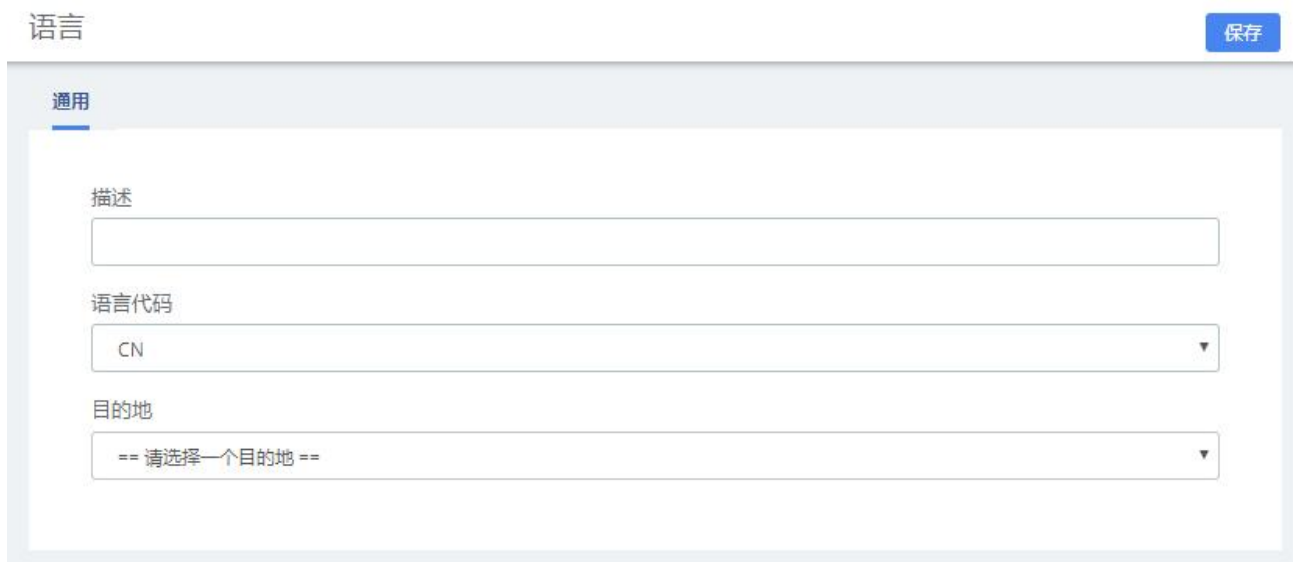 语言
保存
通用
描述
语言代码
CN
目的地
== 请选择一个目的地 ==